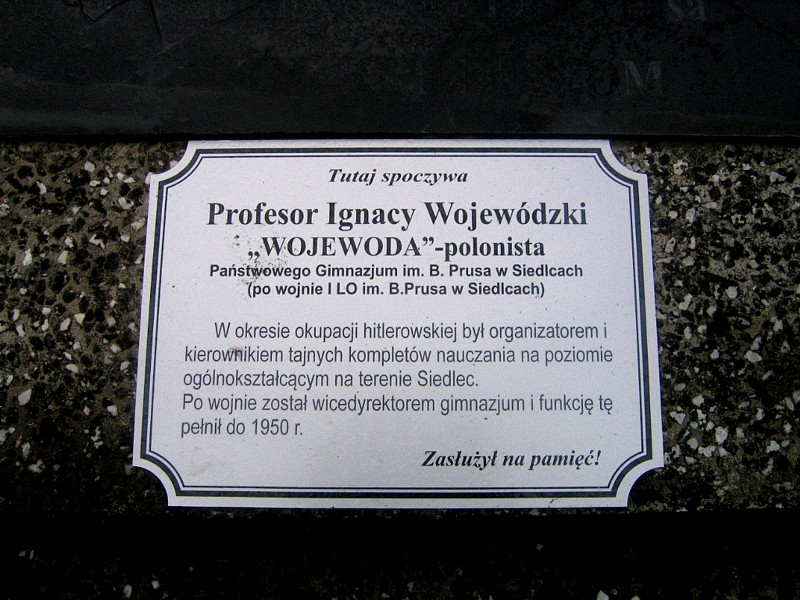 Tutaj spoczywa
Profesor Ignacy Wojewódzki
„WOJEWODA”-polonista
Państwowego Gimnazjum im. B. Prusa w Siedlcach
(po wojnie I LO im. B.Prusa w Siedlcach)
W okresie okupacji hitlerowskiej był organizatorem i
kierownikiem tajnych kompletów nauczania na poziomie
ogólnokształcącym na terenie Siedlec.
Po wojnie został wicedyrektorem gimnazjum i funkcję tę
pełnił do 1950 r.
Zasłużył na pamięć!